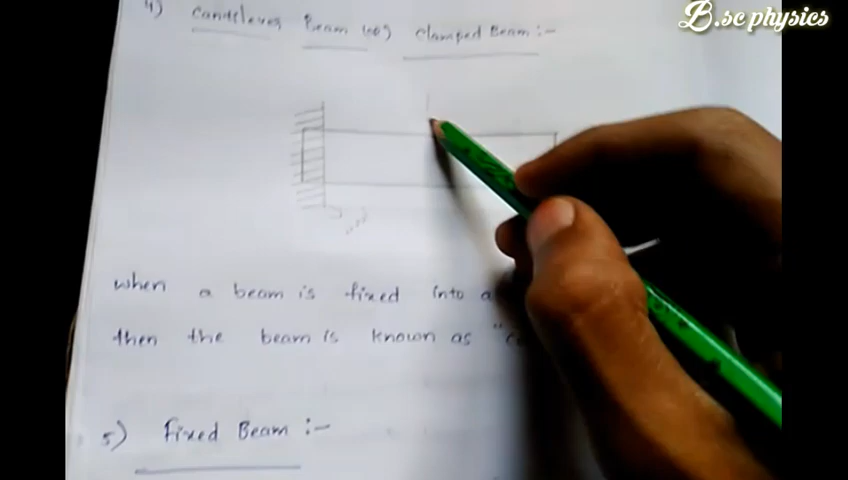 B.sc physics
4) Cantilever Beam (or) Clamped Beam :-
when a beam is fixed into a
then the beam is known as
5) Fixed Beam :-